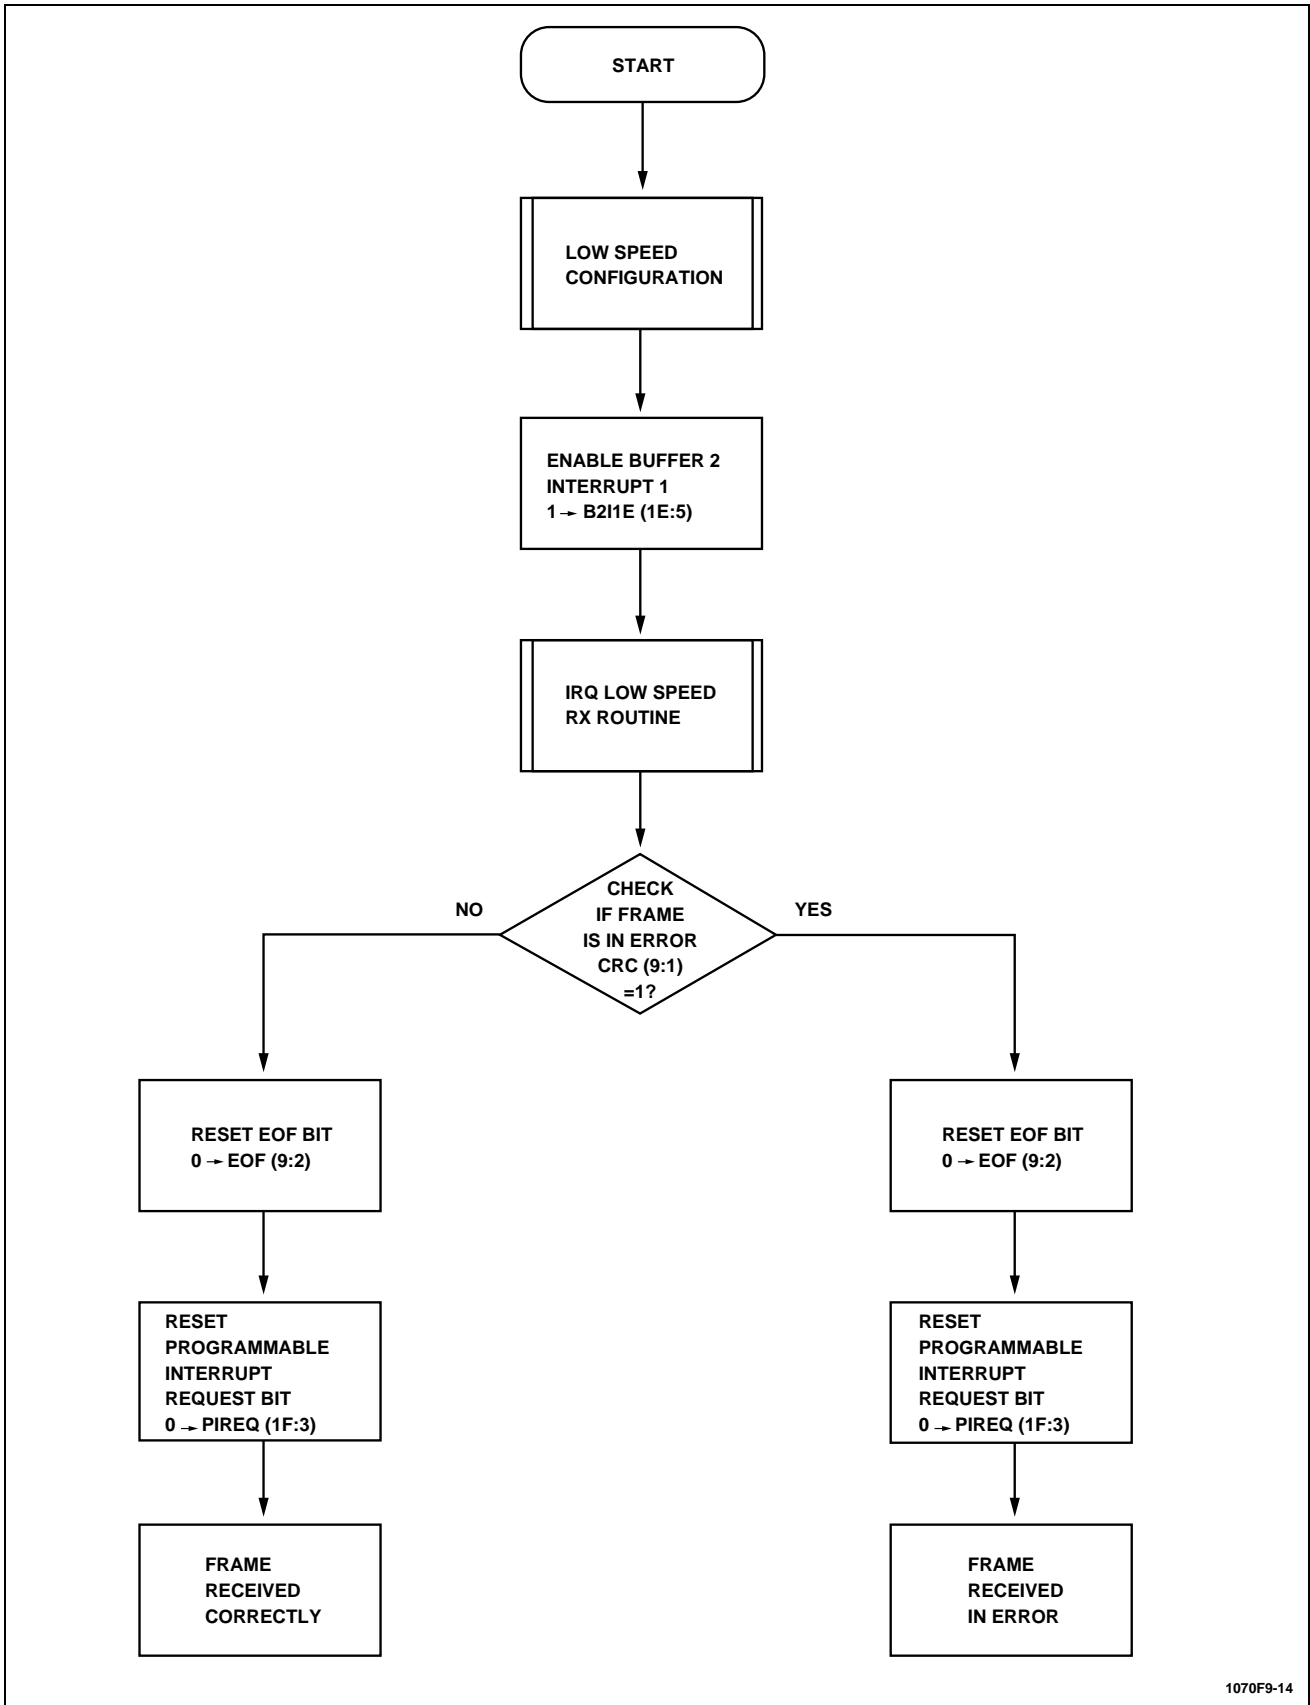 START
LOW SPEED
CONFIGURATION
ENABLE BUFFER 2
INTERRUPT 1
1 → B2I1E (1E:5)
IRQ LOW SPEED
RX ROUTINE
CHECK
IF FRAME
IS IN ERROR
CRC (9:1)
=1?
NO
YES
RESET EOF BIT
0 → EOF (9:2)
RESET
PROGRAMMABLE
INTERRUPT
REQUEST BIT
0 → PIREQ (1F:3)
FRAME
RECEIVED
CORRECTLY
RESET EOF BIT
0 → EOF (9:2)
RESET
PROGRAMMABLE
INTERRUPT
REQUEST BIT
0 → PIREQ (1F:3)
FRAME
RECEIVED
IN ERROR
1070F9-14